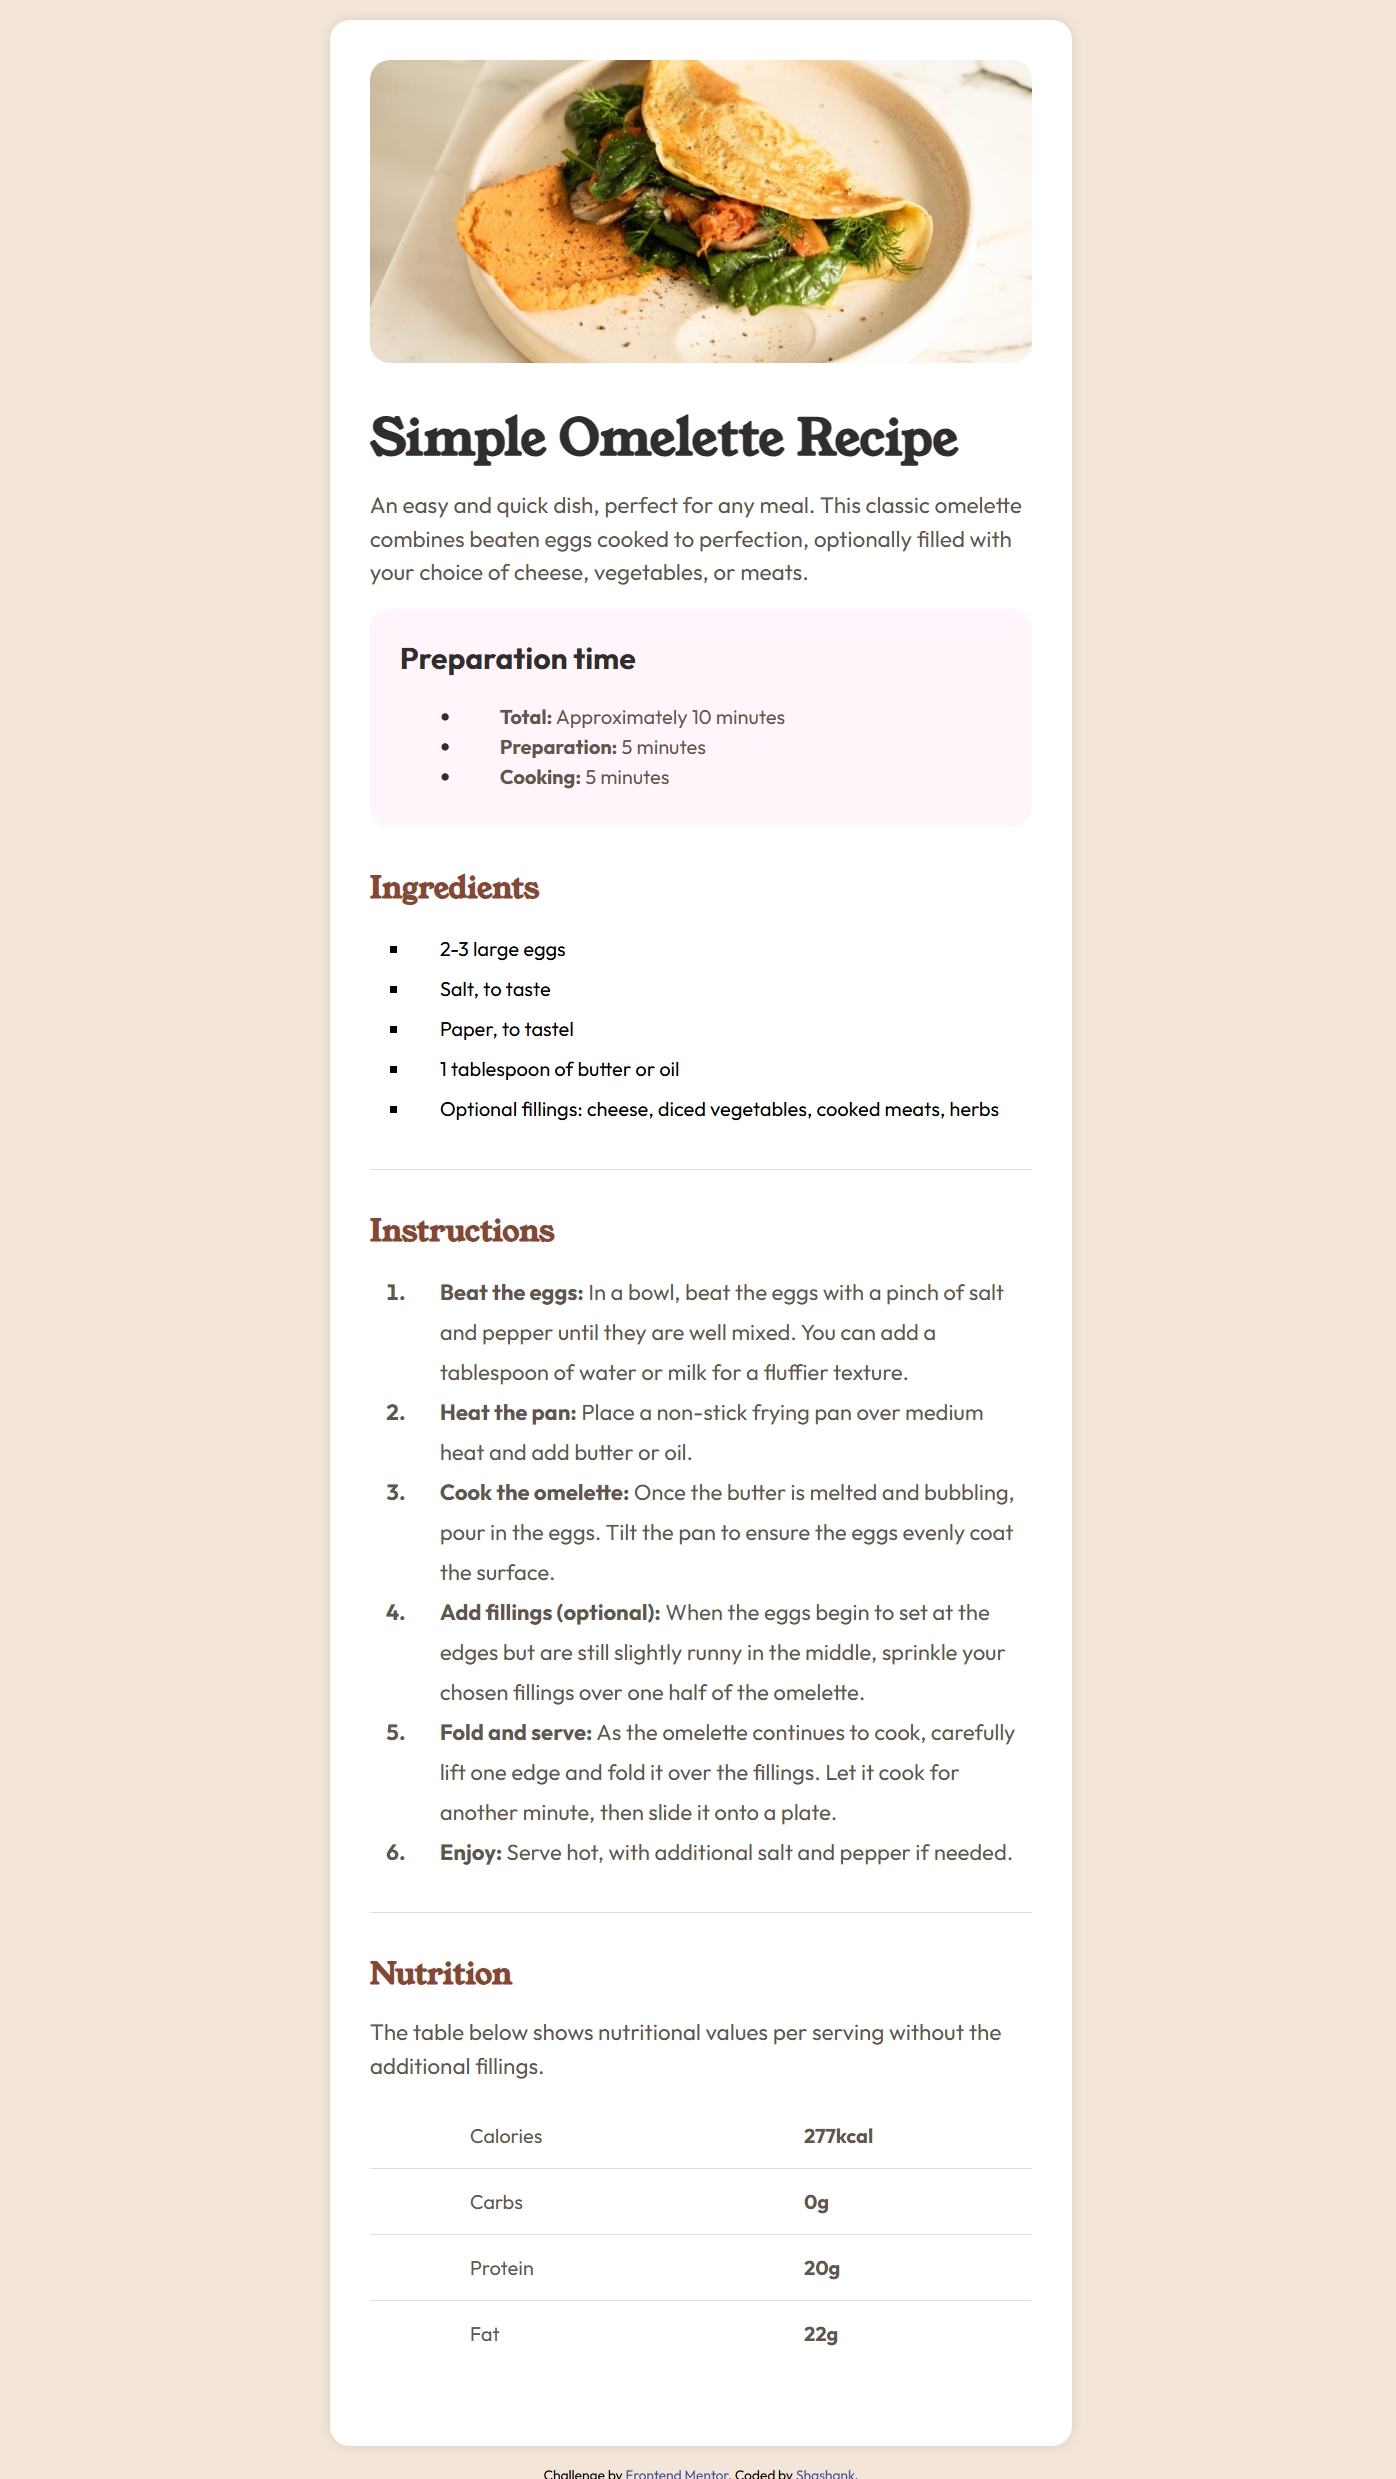 Simple Omelette Recipe
An easy and quick dish, perfect for any meal. This classic omelette
combines beaten eggs cooked to perfection, optionally filled with
your choice of cheese, vegetables, or meats.
Preparation time
• Total: Approximately 10 minutes
• Preparation: 5 minutes
• Cooking: 5 minutes
Ingredients
▪ 2-3 large eggs
▪ Salt, to taste
▪ Paper, to tastel
▪ 1 tablespoon of butter or oil
▪ Optional fillings: cheese, diced vegetables, cooked meats, herbs
Instructions
1. Beat the eggs: In a bowl, beat the eggs with a pinch of salt
and pepper until they are well mixed. You can add a
tablespoon of water or milk for a fluffier texture.
2. Heat the pan: Place a non-stick frying pan over medium
heat and add butter or oil.
3. Cook the omelette: Once the butter is melted and bubbling,
pour in the eggs. Tilt the pan to ensure the eggs evenly coat
the surface.
4. Add fillings (optional): When the eggs begin to set at the
edges but are still slightly runny in the middle, sprinkle your
chosen fillings over one half of the omelette.
5. Fold and serve: As the omelette continues to cook, carefully
lift one edge and fold it over the fillings. Let it cook for
another minute, then slide it onto a plate.
6. Enjoy: Serve hot, with additional salt and pepper if needed.
Nutrition
The table below shows nutritional values per serving without the
additional fillings.
Calories 277kcal
Carbs 0g
Protein 20g
Fat 22g
Challenge by Frontend Mentor. Coded by Shashank.